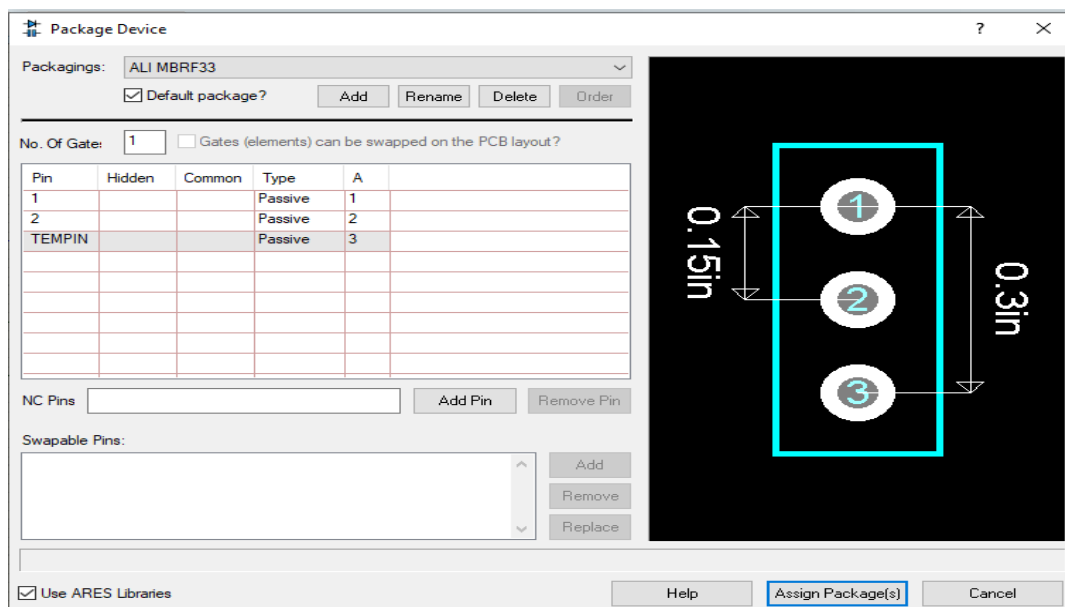 Package Device ?
Packagings: ALI MBRF33
Default package? Add Rename Delete Order
No. Of Gate: 1 Gates (elements) can be swapped on the PCB layout?
Pin Hidden Common Type A
1 Passive 1
2 Passive 2
TEMPIN Passive 3
NC Pins Add Pin Remove Pin
Swapable Pins:
Add
Remove
Replace
Use ARES Libraries Help Assign Package(s) Cancel
1
2
3
0.15in
0.3in